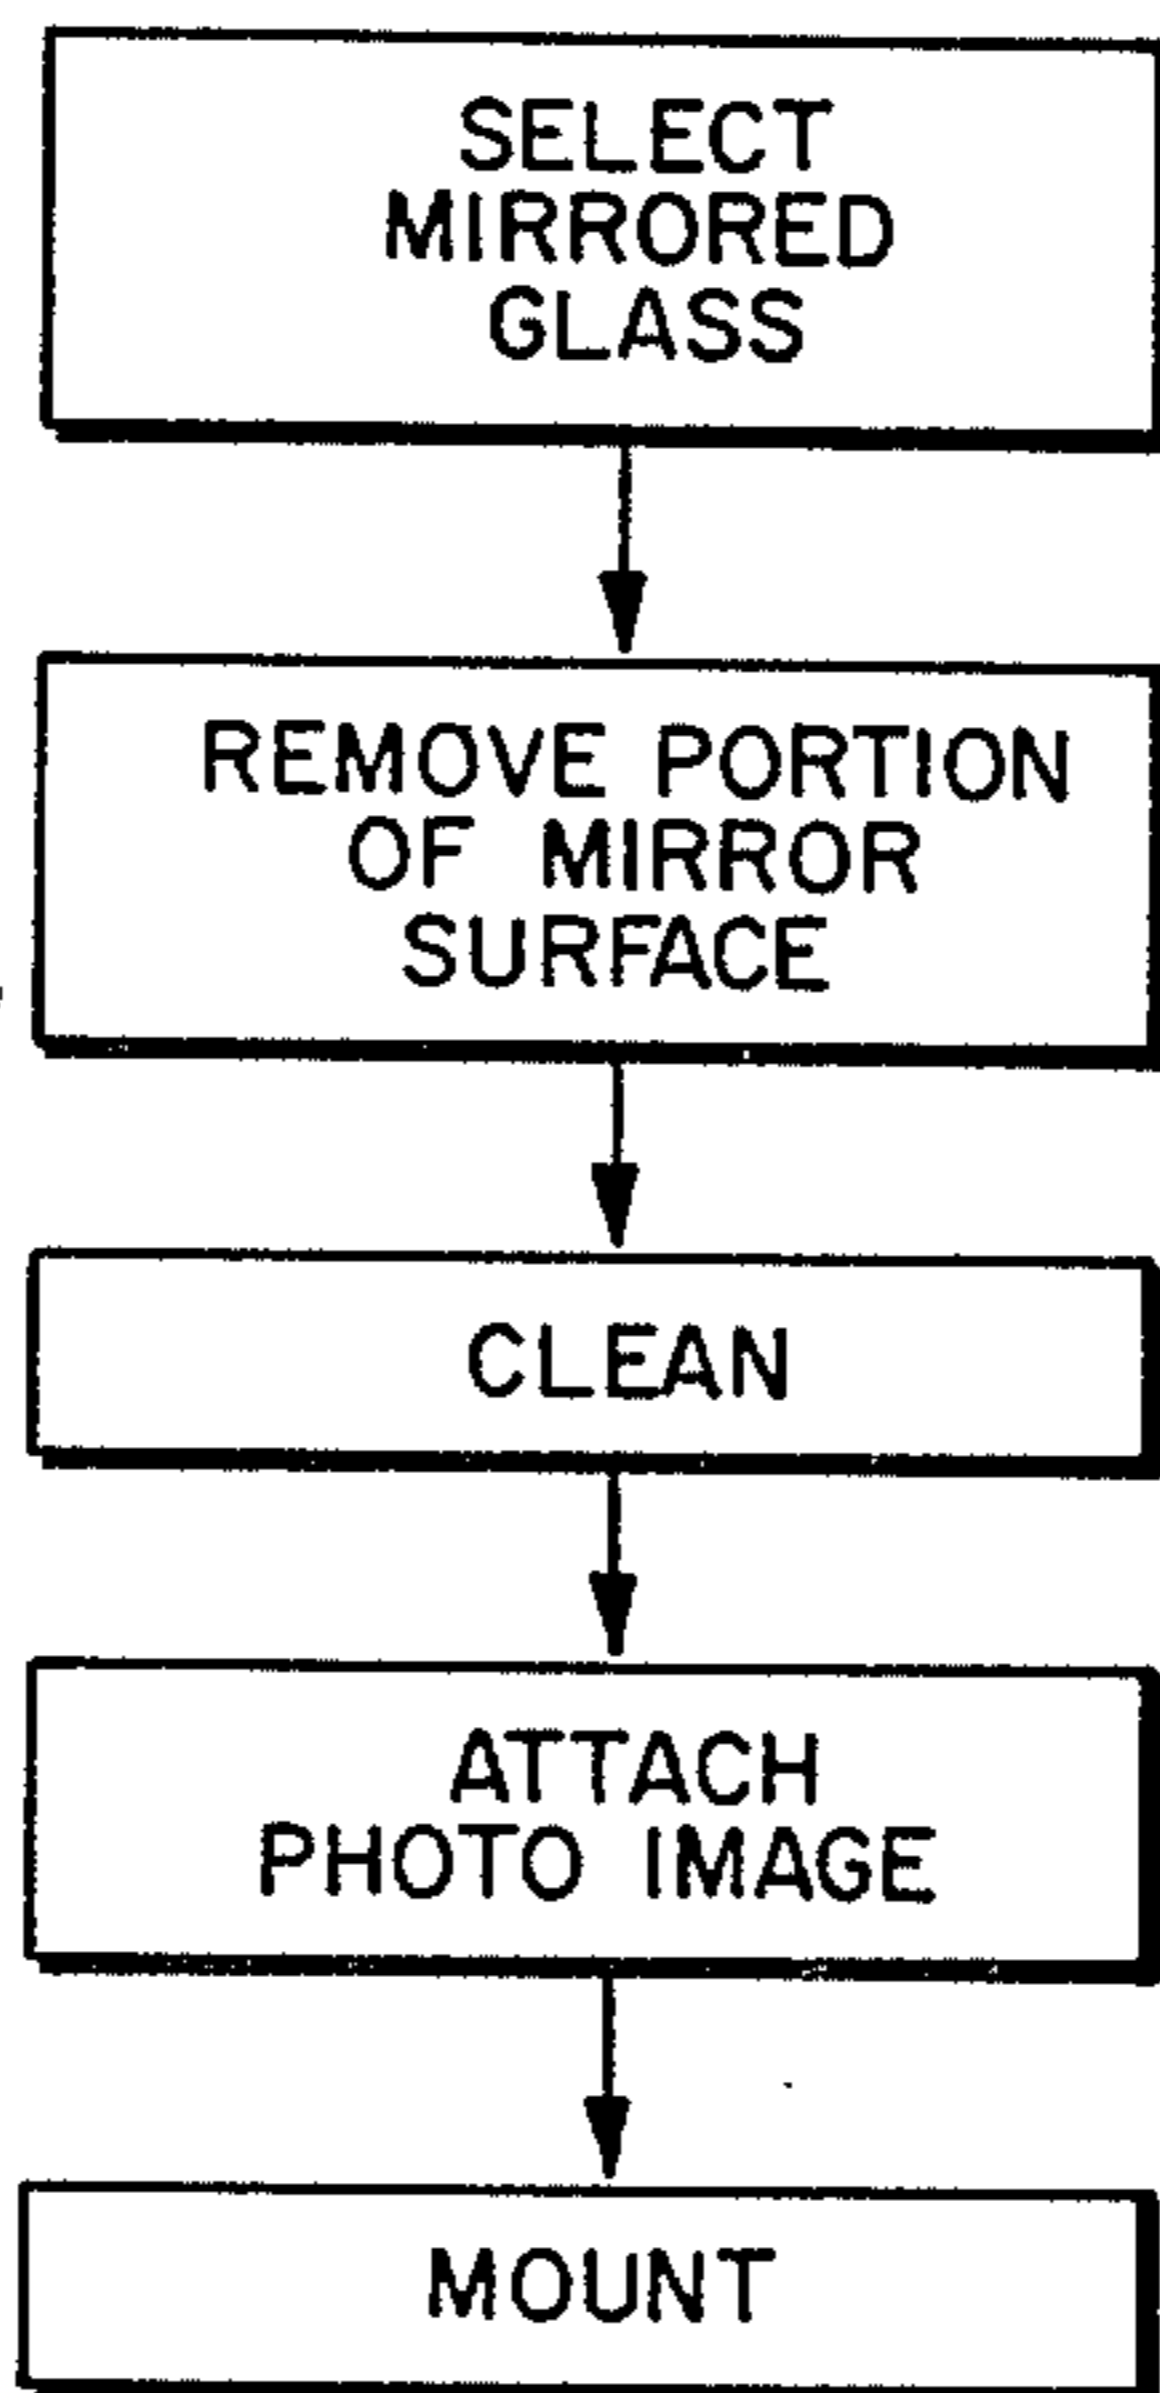 SELECT
MIRRORED
GLASS
REMOVE PORTION
OF MIRROR
SURFACE
CLEAN
ATTACH
PHOTO IMAGE
MOUNT